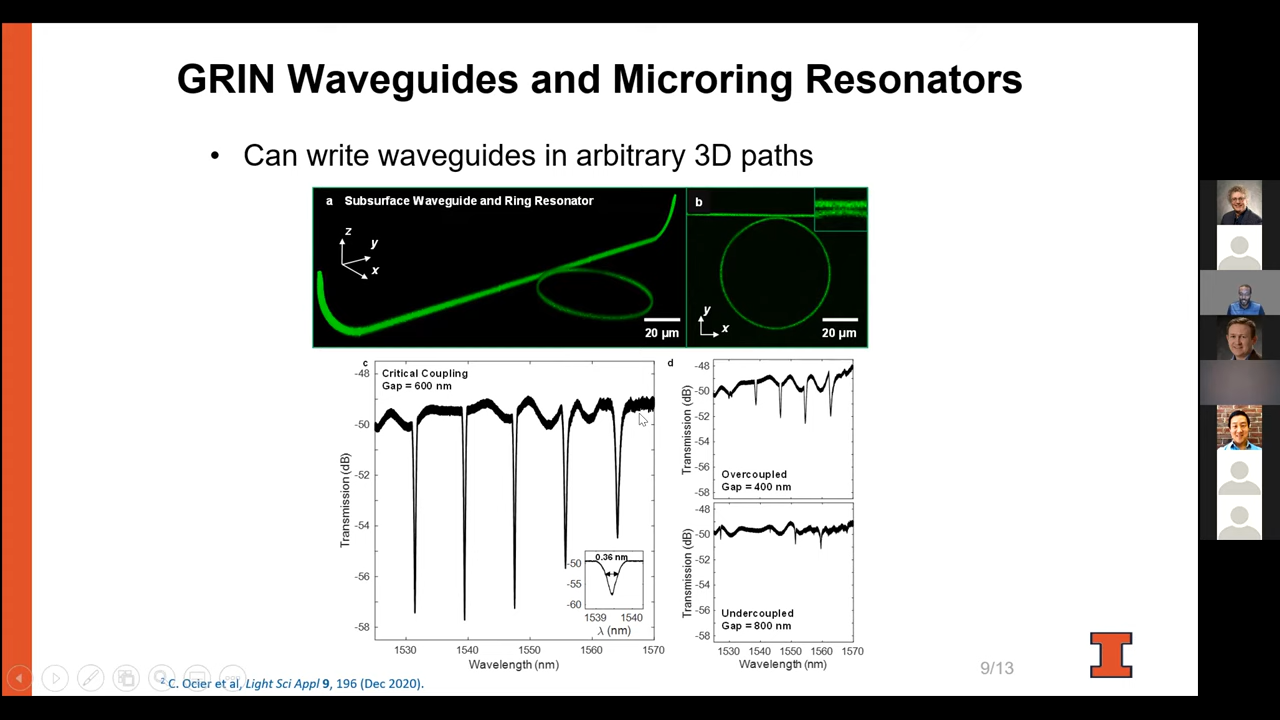 GRIN Waveguides and Microring Resonators
• Can write waveguides in arbitrary 3D paths
a Subsurface Waveguide and Ring Resonator
z
y
x
20 µm
b
y
x
20 µm
c
Critical Coupling
Gap = 600 nm
Transmission (dB)
-48
-50
-52
-54
-56
-58
0.36 nm
-50
-55
-60
1539 1540
λ (nm)
1530 1540 1550 1560 1570
Wavelength (nm)
d
Transmission (dB)
-48
-50
-52
-54
-56
-58
Overcoupled
Gap = 400 nm
Transmission (dB)
-48
-50
-52
-54
-56
-58
Undercoupled
Gap = 800 nm
1530 1540 1550 1560 1570
Wavelength (nm)
9/13
I
2 C. Ocier et al, Light Sci Appl 9, 196 (Dec 2020).